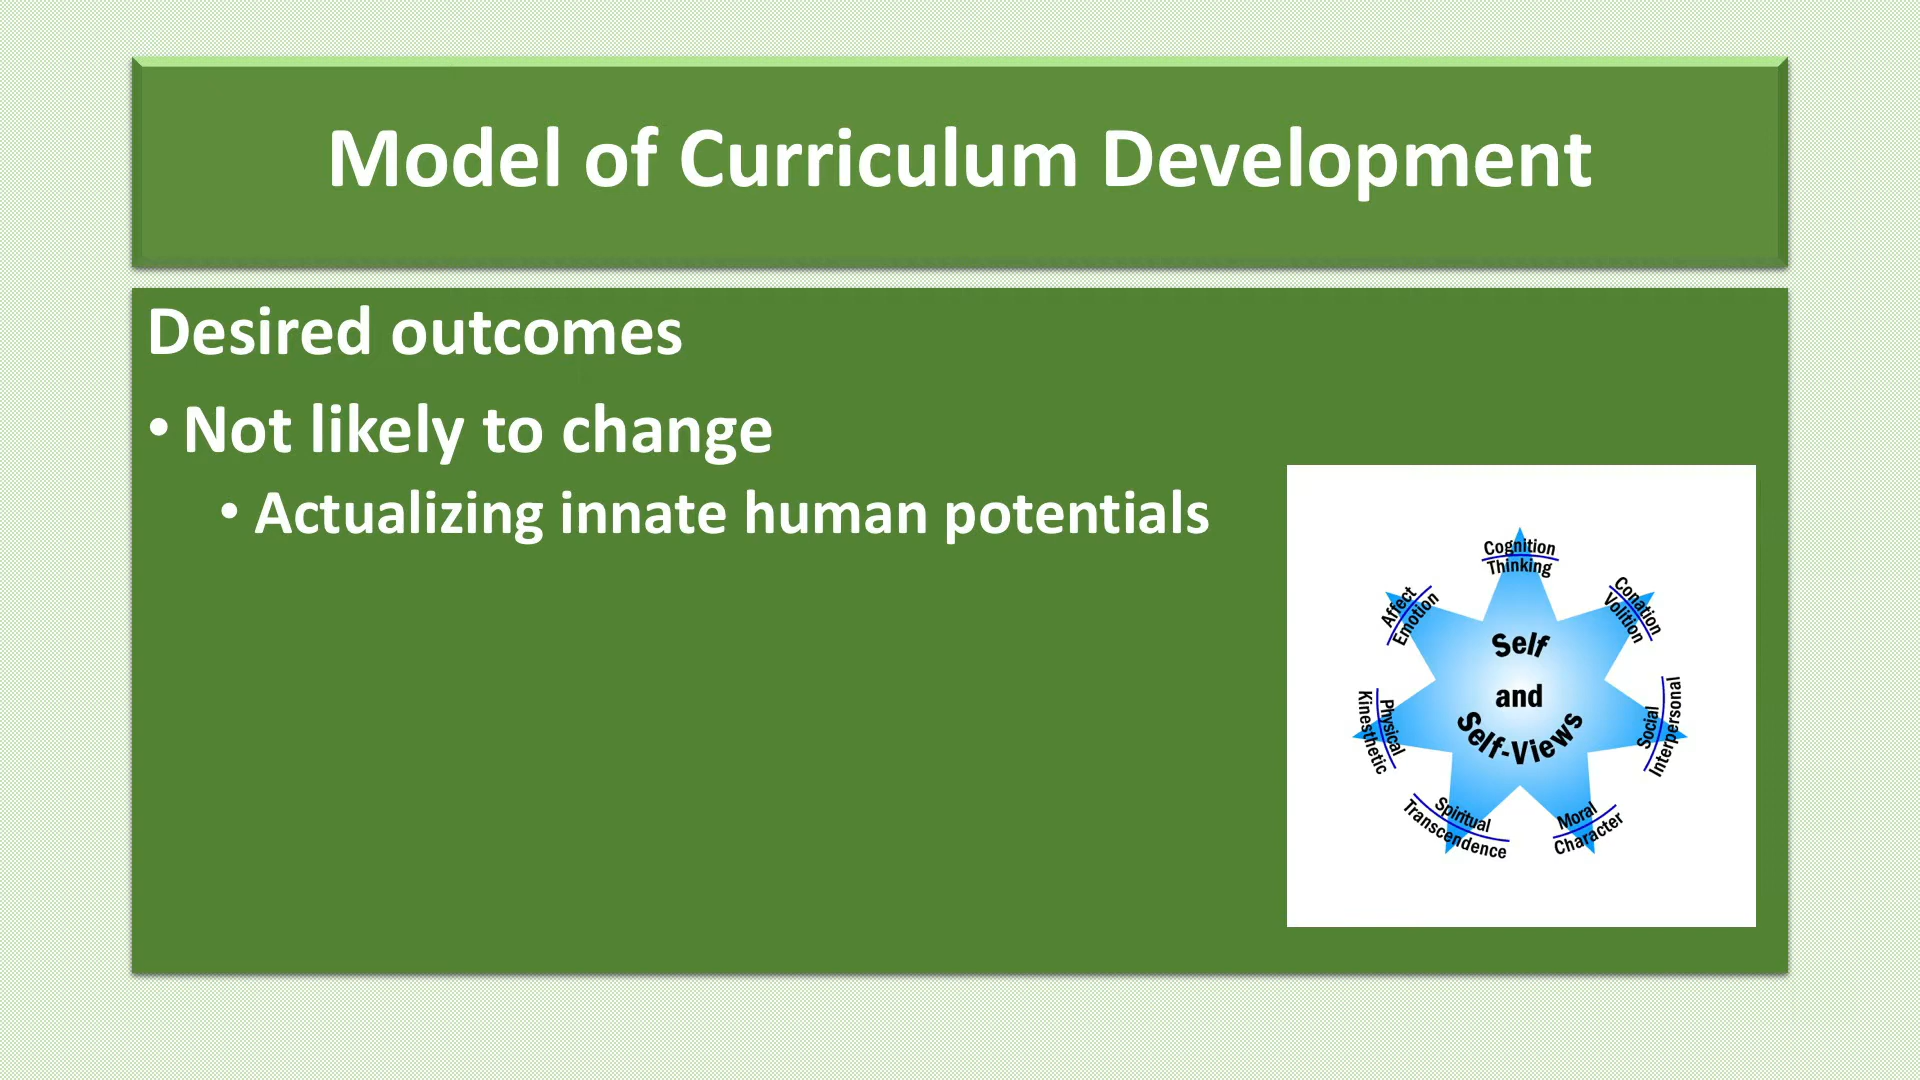 Model of Curriculum Development
Desired outcomes
• Not likely to change
• Actualizing innate human potentials
Cognition
Thinking
Conation
Volition
Social
Interpersonal
Moral
Character
Spiritual
Transcendence
Physical
Kinesthetic
Affect
Emotion
Self
and
Self-Views